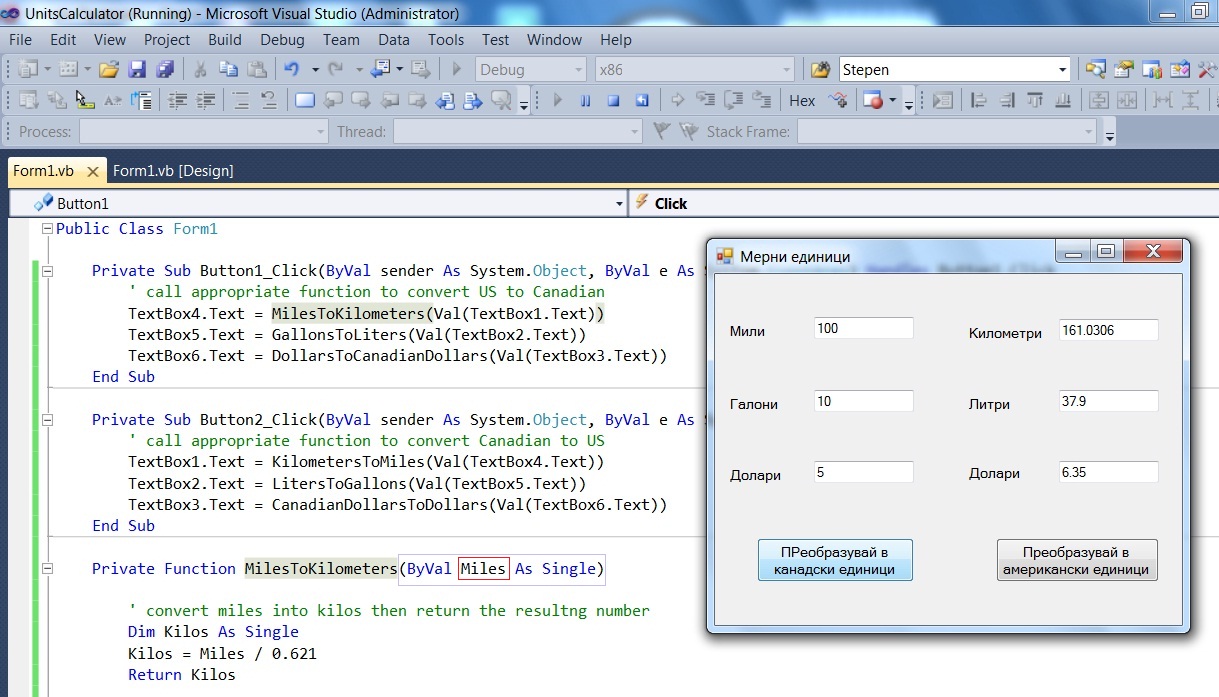 UnitsCalculator (Running) - Microsoft Visual Studio (Administrator)
File Edit View Project Build Debug Team Data Tools Test Window Help
Debug x86 Stepen
Hex
Process: Thread: Stack Frame:
Form1.vb Form1.vb [Design]
Button1 Click
Public Class Form1
Private Sub Button1_Click(ByVal sender As System.Object, ByVal e As
' call appropriate function to convert US to Canadian
TextBox4.Text = MilesToKilometers(Val(TextBox1.Text))
TextBox5.Text = GallonsToLiters(Val(TextBox2.Text))
TextBox6.Text = DollarsToCanadianDollars(Val(TextBox3.Text))
End Sub
Private Sub Button2_Click(ByVal sender As System.Object, ByVal e As
' call appropriate function to convert Canadian to US
TextBox1.Text = KilometersToMiles(Val(TextBox4.Text))
TextBox2.Text = LitersToGallons(Val(TextBox5.Text))
TextBox3.Text = CanadianDollarsToDollars(Val(TextBox6.Text))
End Sub
Private Function MilesToKilometers(ByVal Miles As Single)
' convert miles into kilos then return the resultng number
Dim Kilos As Single
Kilos = Miles / 0.621
Return Kilos
Мерни единици
Мили 100 Километри 161.0306
Галони 10 Литри 37.9
Долари 5 Долари 6.35
ПРеобразувай в
канадски единици
Преобразувай в
американски единици